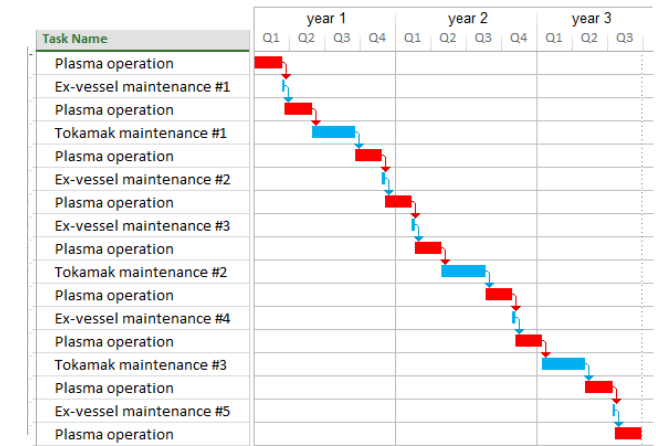 year 1 year 2 year 3
Task Name Q1 Q2 Q3 Q4 Q1 Q2 Q3 Q4 Q1 Q2 Q3
Plasma operation
Ex-vessel maintenance #1
Plasma operation
Tokamak maintenance #1
Plasma operation
Ex-vessel maintenance #2
Plasma operation
Ex-vessel maintenance #3
Plasma operation
Tokamak maintenance #2
Plasma operation
Ex-vessel maintenance #4
Plasma operation
Tokamak maintenance #3
Plasma operation
Ex-vessel maintenance #5
Plasma operation